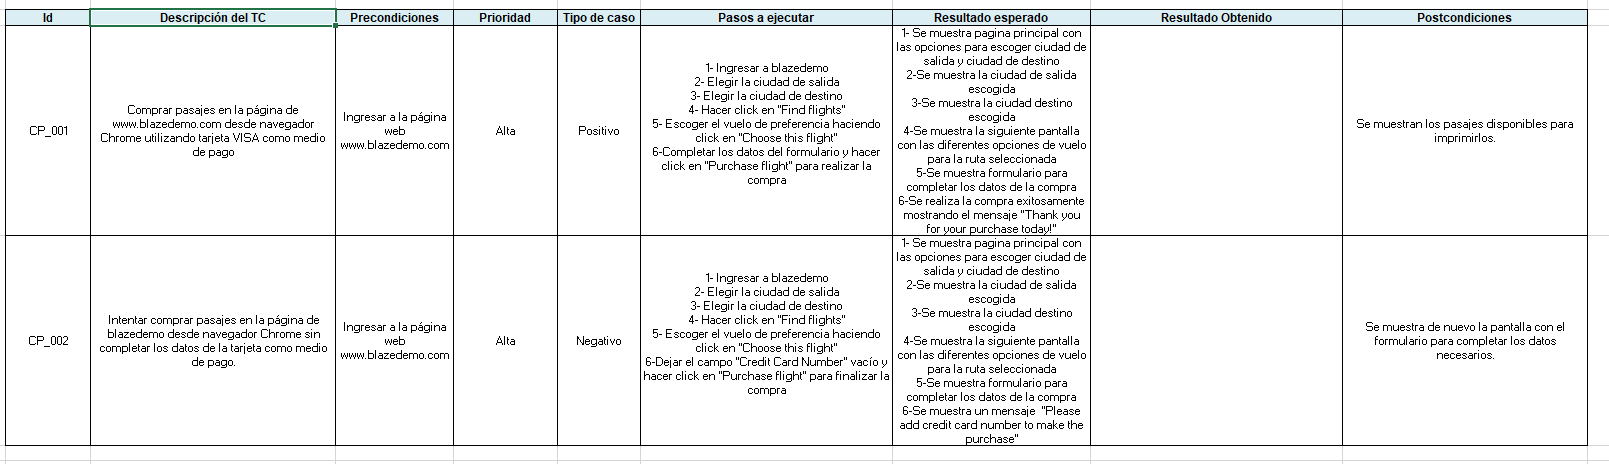 Id
Descripción del TC
Precondiciones
Prioridad
Tipo de caso
Pasos a ejecutar
Resultado esperado
Resultado Obtenido
Postcondiciones
CP_001
Comprar pasajes en la página de
www.blazedemo.com desde navegador
Chrome utilizando tarjeta VISA como medio
de pago
Ingresar a la página
web
www.blazedemo.com
Alta
Positivo
1- Ingresar a blazedemo
2- Elegir la ciudad de salida
3- Elegir la ciudad de destino
4- Hacer click en "Find flights"
5- Escoger el vuelo de preferencia haciendo
click en "Choose this flight"
6-Completar los datos del formulario y hacer
click en "Purchase flight" para realizar la
compra
1- Se muestra pagina principal con
las opciones para escoger ciudad de
salida y ciudad de destino
2-Se muestra la ciudad de salida
escogida
3-Se muestra la ciudad destino
escogida
4-Se muestra la siguiente pantalla
con las diferentes opciones de vuelo
para la ruta seleccionada
5-Se muestra formulario para
completar los datos de la compra
6-Se realiza la compra exitosamente
mostrando el mensaje "Thank you
for your purchase today!"
Se muestran los pasajes disponibles para
imprimirlos.
CP_002
Intentar comprar pasajes en la página de
blazedemo desde navegador Chrome sin
completar los datos de la tarjeta como medio
de pago.
Ingresar a la página
web
www.blazedemo.com
Alta
Negativo
1- Ingresar a blazedemo
2- Elegir la ciudad de salida
3- Elegir la ciudad de destino
4- Hacer click en "Find flights"
5- Escoger el vuelo de preferencia haciendo
click en "Choose this flight"
6-Dejar el campo "Credit Card Number" vacío y
hacer click en "Purchase flight" para finalizar la
compra
1- Se muestra pagina principal con
las opciones para escoger ciudad de
salida y ciudad de destino
2-Se muestra la ciudad de salida
escogida
3-Se muestra la ciudad destino
escogida
4-Se muestra la siguiente pantalla
con las diferentes opciones de vuelo
para la ruta seleccionada
5-Se muestra formulario para
completar los datos de la compra
6-Se muestra un mensaje  "Please
add credit card number to make the
purchase"
Se muestra de nuevo la pantalla con el
formulario para completar los datos
necesarios.